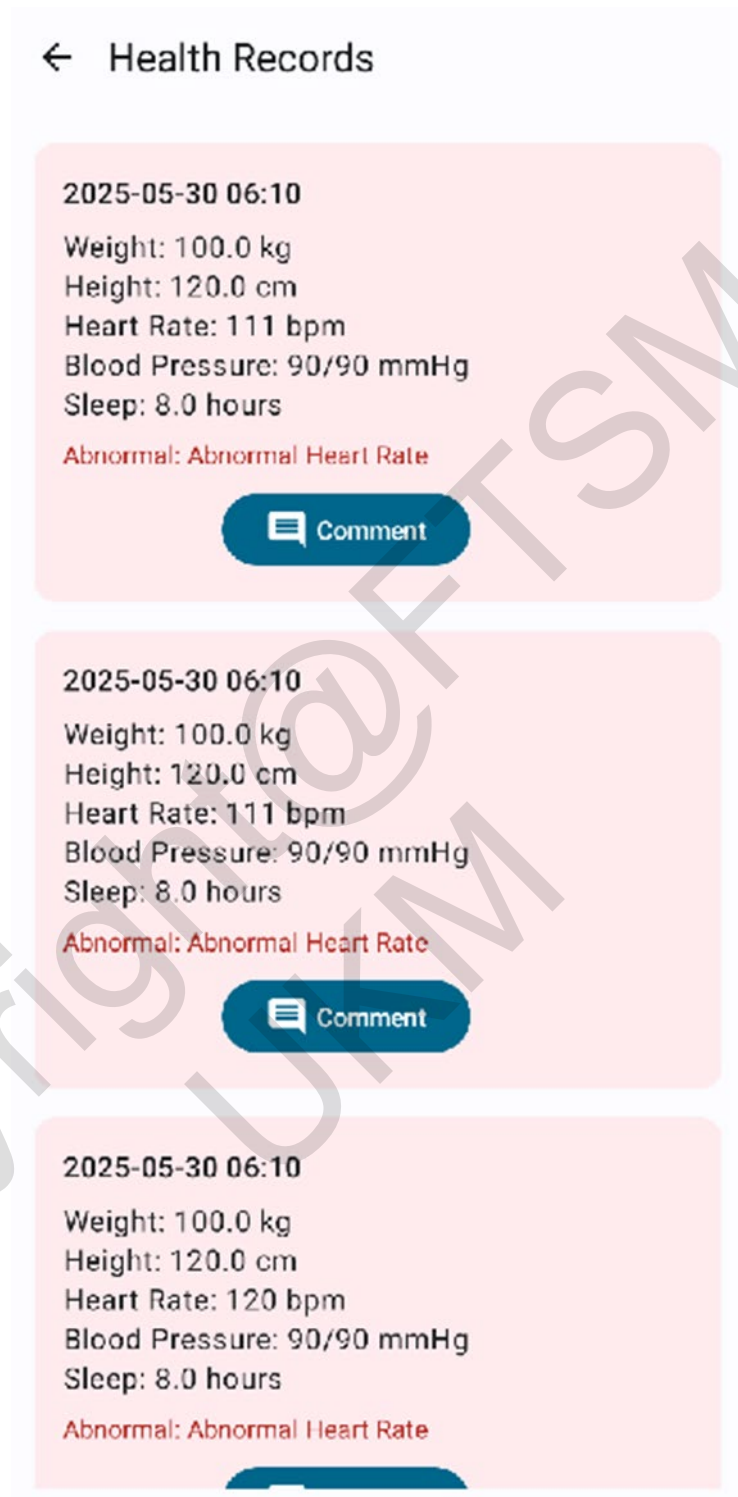 Health Records
2025-05-30 06:10
Weight: 100.0 kg
Height: 120.0 cm
Heart Rate: 111 bpm
Blood Pressure: 90/90 mmHg
Sleep: 8.0 hours
Abnormal: Abnormal Heart Rate
Comment
2025-05-30 06:10
Weight: 100.0 kg
Height: 120.0 cm
Heart Rate: 111 bpm
Blood Pressure: 90/90 mmHg
Sleep: 8.0 hours
Abnormal: Abnormal Heart Rate
Comment
2025-05-30 06:10
Weight: 100.0 kg
Height: 120.0 cm
Heart Rate: 120 bpm
Blood Pressure: 90/90 mmHg
Sleep: 8.0 hours
Abnormal: Abnormal Heart Rate
right@FTSM
UKM